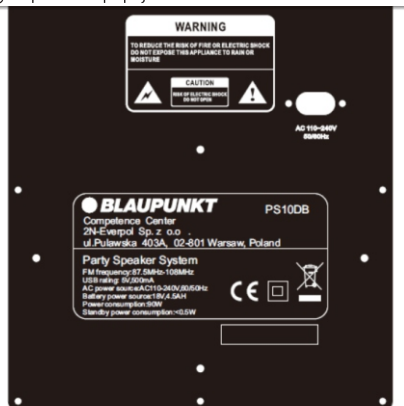 WARNING
TO REDUCE THE RISK OF FIRE OR ELECTRIC SHOCK
DO NOT EXPOSE THIS APPLIANCE TO RAIN OR
MOISTURE
CAUTION
RISK OF ELECTRIC SHOCK
DO NOT OPEN
AC 110~240V
50/60Hz
BLAUPUNKT PS10DB
Competence Center
2N-Everpol Sp. z o.o .
ul.Pulawska 403A, 02-801 Warsaw, Poland
Party Speaker System
FM frequency:87.5MHz-108MHz
USB rating: 5V,500mA
AC power source:AC110-240V,60/50Hz
Battery power source:18V,4.5AH
Power consumption:90W
Standby power consumption:<0.5W
CE